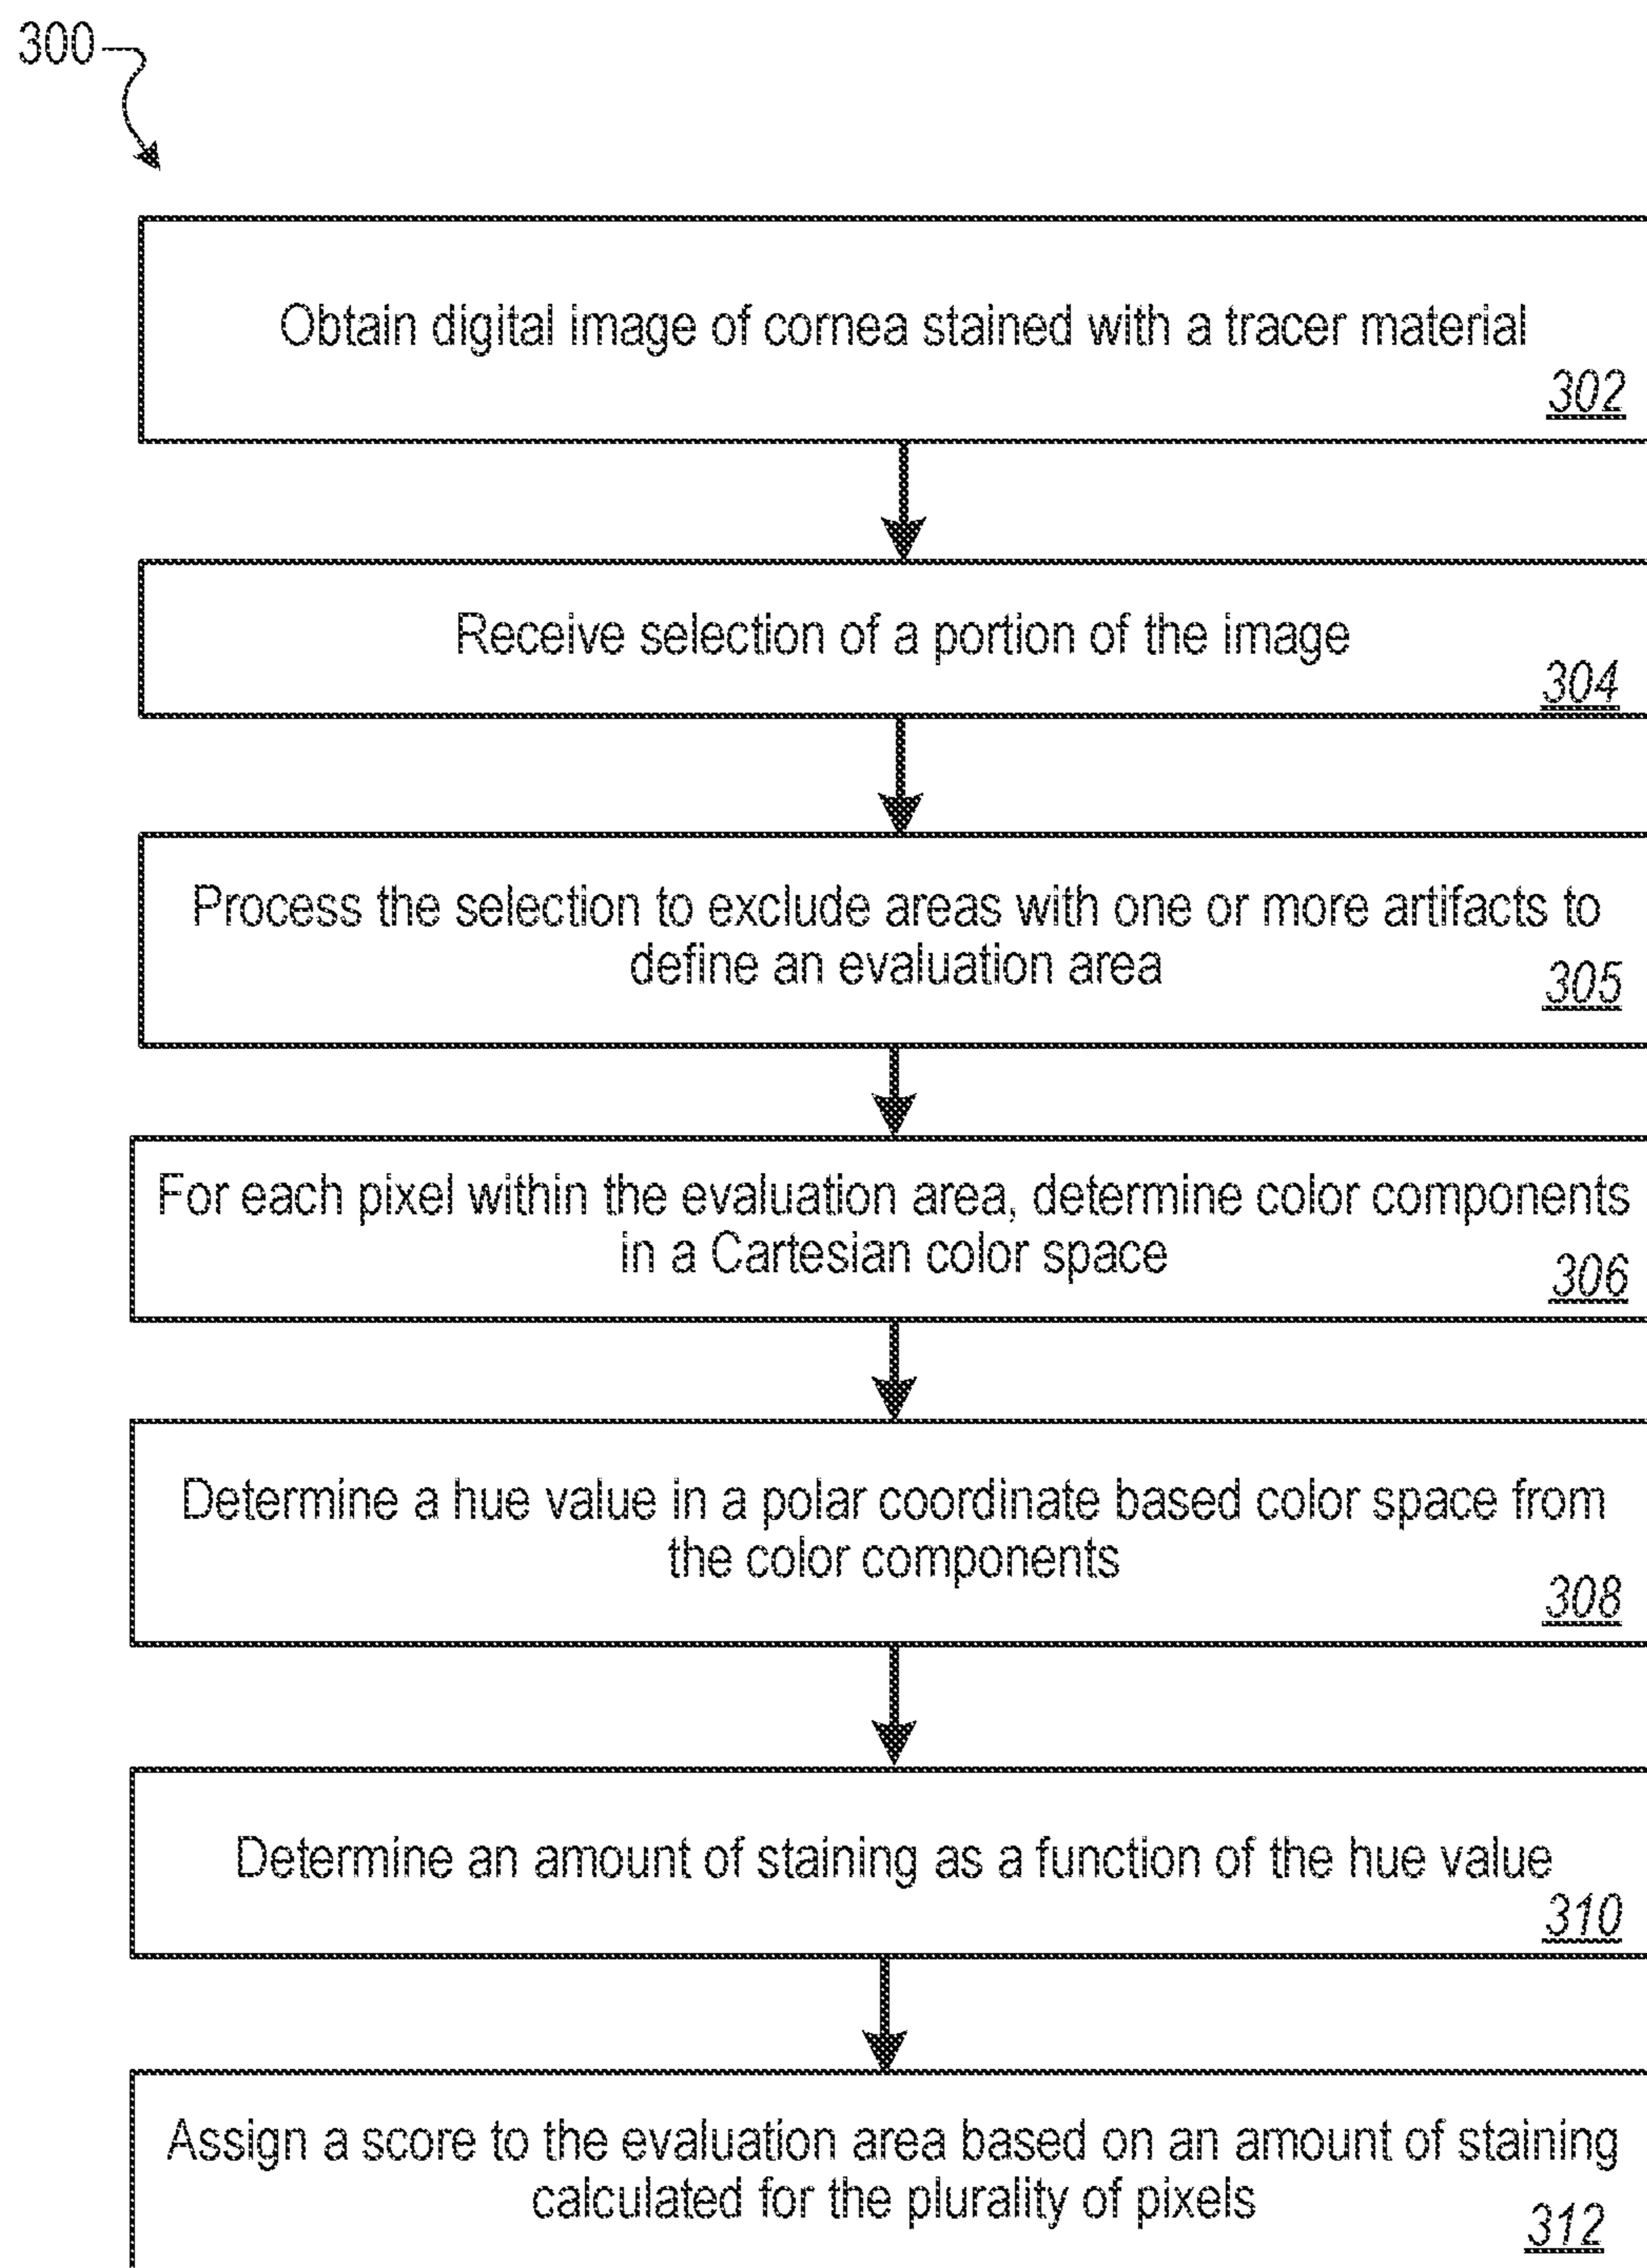 300
Obtain digital image of cornea stained with a tracer material
302
Receive selection of a portion of the image
304
Process the selection to exclude areas with one or more artifacts to
define an evaluation area
305
For each pixel within the evaluation area, determine color components
in a Cartesian color space
306
Determine a hue value in a polar coordinate based color space from
the color components
308
Determine an amount of staining as a function of the hue value
310
Assign a score to the evaluation area based on an amount of staining
calculated for the plurality of pixels
312